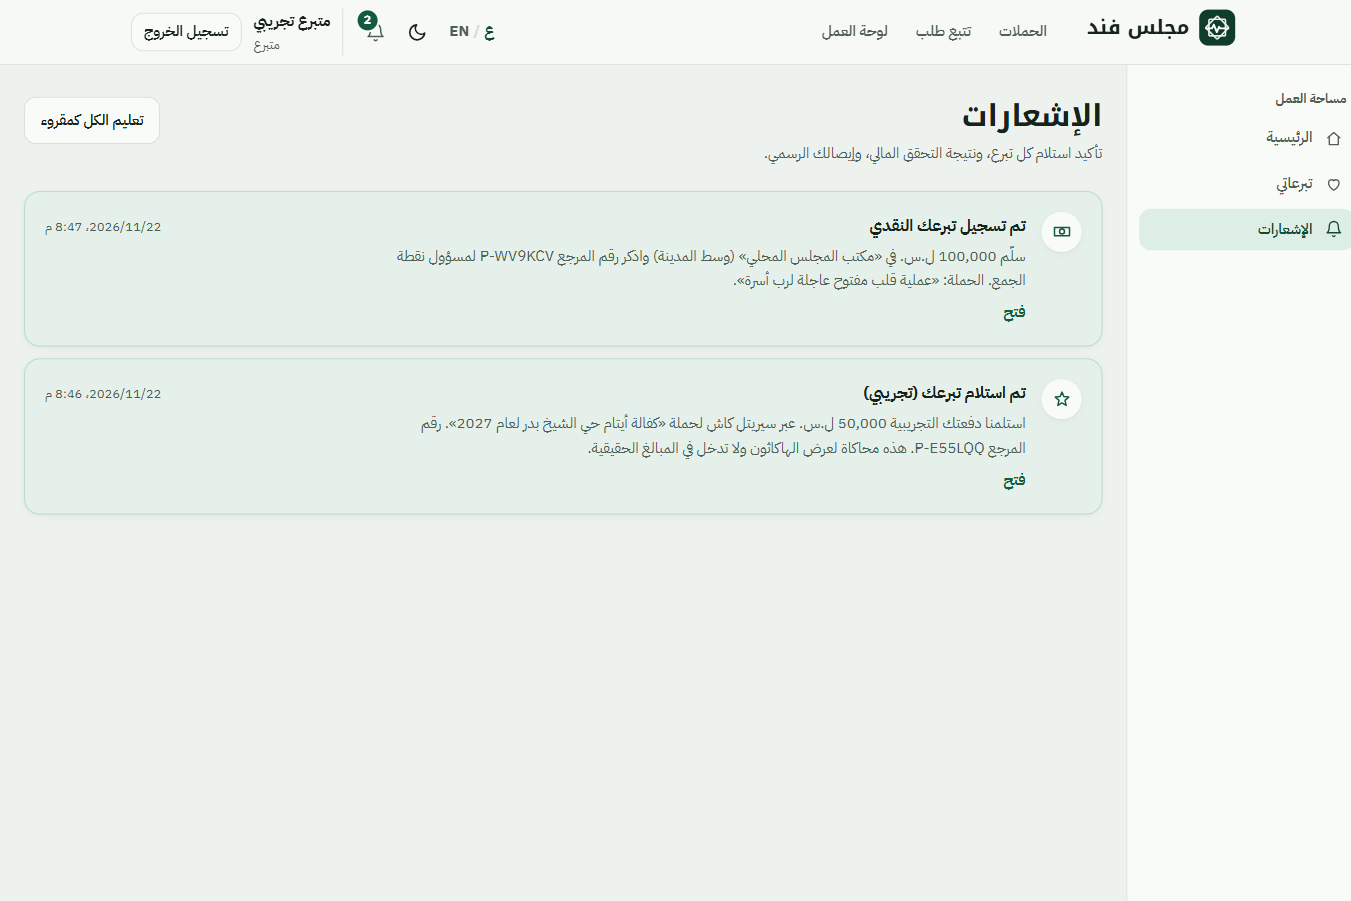 مجلس فند
الحملات
تتبع طلب
لوحة العمل
ع / EN
2
متبرع تجريبي
متبرع
تسجيل الخروج
مساحة العمل
الرئيسية
تبرعاتي
الإشعارات
الإشعارات
تأكيد استلام كل تبرع، ونتيجة التحقق المالي، وإيصالك الرسمي.
تعليم الكل كمقروء
تم تسجيل تبرعك النقدي
2026/11/22، 8:47 م
سلّم 100,000 ل.س. في «مكتب المجلس المحلي» (وسط المدينة) واذكر رقم المرجع P-WV9KCV لمسؤول نقطة
الجمع. الحملة: «عملية قلب مفتوح عاجلة لرب أسرة».
فتح
تم استلام تبرعك (تجريبي)
2026/11/22، 8:46 م
استلمنا دفعتك التجريبية 50,000 ل.س. عبر سيريتل كاش لحملة «كفالة أيتام حي الشيخ بدر لعام 2027». رقم
المرجع P-E55LQQ. هذه محاكاة لعرض الهاكاثون ولا تدخل في المبالغ الحقيقية.
فتح